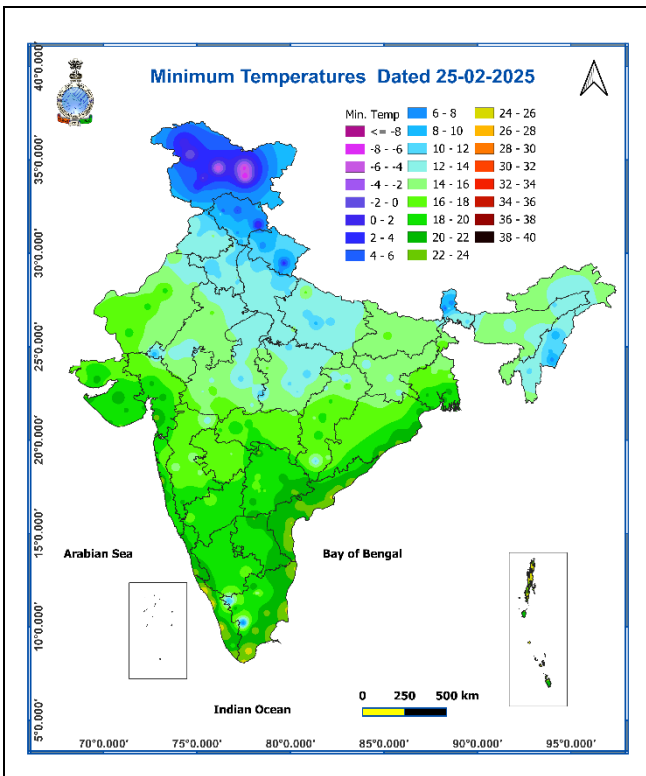 Minimum Temperatures Dated 25-02-2025
Min. Temp
<= -8
-8 - -6
-6 - -4
-4 - -2
-2 - 0
0 - 2
2 - 4
4 - 6
6 - 8
8 - 10
10 - 12
12 - 14
14 - 16
16 - 18
18 - 20
20 - 22
22 - 24
24 - 26
26 - 28
28 - 30
30 - 32
32 - 34
34 - 36
36 - 38
38 - 40
40°0.000'
35°0.000'
30°0.000'
25°0.000'
20°0.000'
15°0.000'
10°0.000'
5°0.000'
Arabian Sea
Bay of Bengal
Indian Ocean
0 250 500 km
70°0.000' 75°0.000' 80°0.000' 85°0.000' 90°0.000' 95°0.000'